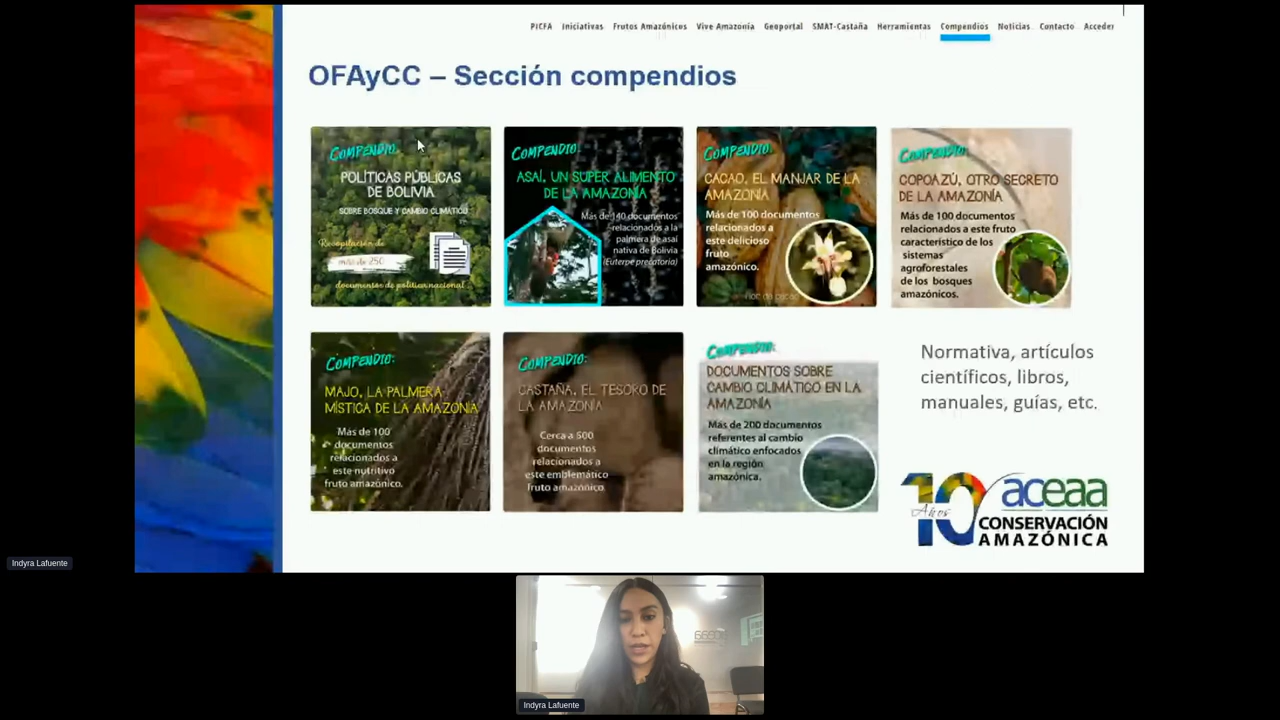 PICFA Iniciativas Frutos Amazónicos Vive Amazonía Geoportal SMAT-Castaña Herramientas Compendios Noticias Contacto Acceder
OFAyCC – Sección compendios
COMPENDIO:
POLÍTICAS PÚBLICAS
DE BOLIVIA
SOBRE BOSQUE Y CAMBIO CLIMÁTICO
Recopilación de
más de 250
documentos de política nacional
COMPENDIO:
ASAÍ, UN SUPER ALIMENTO
DE LA AMAZONÍA
Más de 140 documentos
relacionados a la
palmera de asaí
nativa de Bolivia
(Euterpe precatoria)
COMPENDIO:
CACAO, EL MANJAR DE LA
AMAZONÍA
Más de 100 documentos
relacionados a
este delicioso
fruto
amazónico.
Flor de cacao
COMPENDIO:
COPOAZÚ, OTRO SECRETO
DE LA AMAZONÍA
Más de 100 documentos
relacionados a este fruto
característico de los
sistemas
agroforestales
de los bosques
amazónicos.
COMPENDIO:
MAJO, LA PALMERA
MÍSTICA DE LA AMAZONÍA
Más de 100
documentos
relacionados a
este nutritivo
fruto amazónico.
COMPENDIO:
CASTAÑA, EL TESORO DE
LA AMAZONÍA
Cerca a 500
documentos
relacionados a
este emblemático
fruto amazónico
COMPENDIO:
DOCUMENTOS SOBRE
CAMBIO CLIMÁTICO EN LA
AMAZONÍA
Más de 200 documentos
referentes al cambio
climático enfocados
en la región
amazónica.
Normativa, artículos
científicos, libros,
manuales, guías, etc.
10 Años aceaa
CONSERVACIÓN
AMAZÓNICA
Indyra Lafuente
Indyra Lafuente